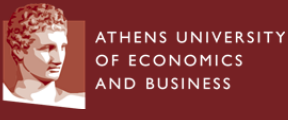 ATHENS UNIVERSITY
OF ECONOMICS
AND BUSINESS